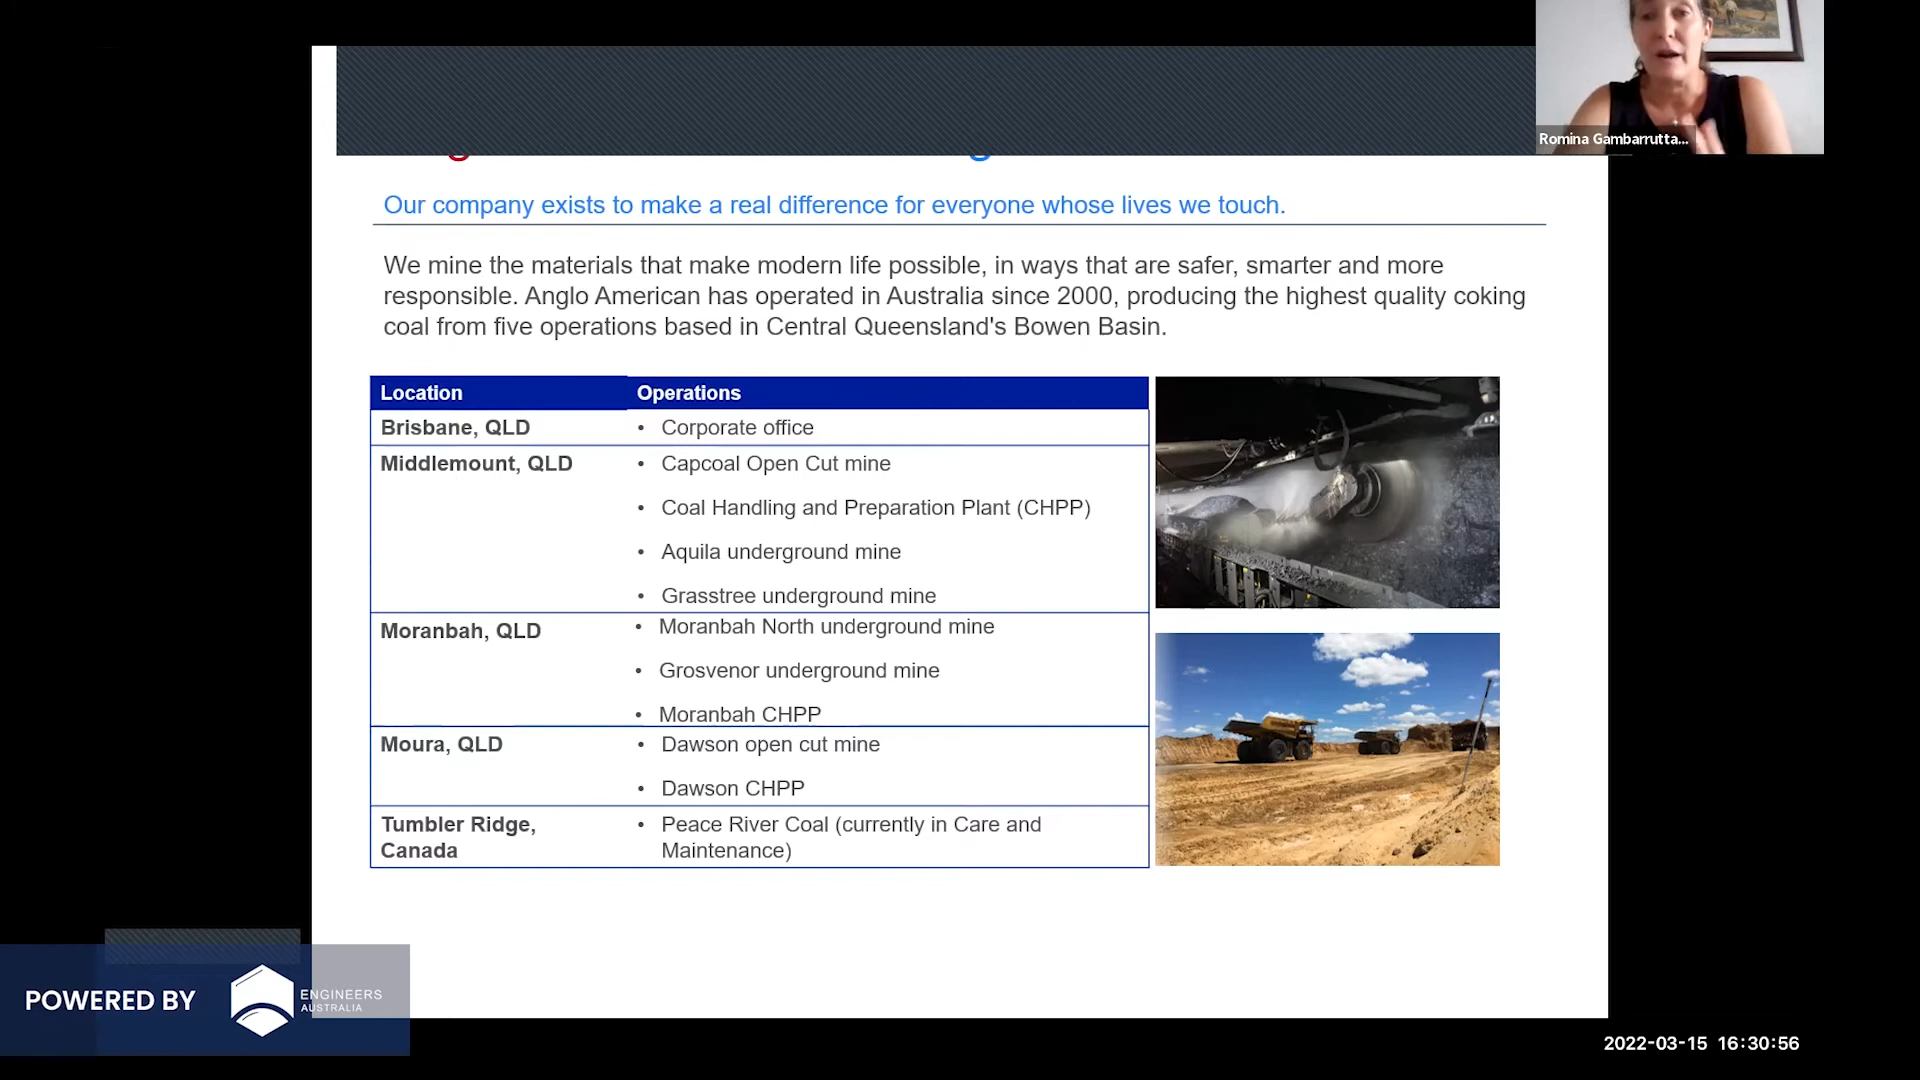 Romina Gambarrutta...
Our company exists to make a real difference for everyone whose lives we touch.
We mine the materials that make modern life possible, in ways that are safer, smarter and more
responsible. Anglo American has operated in Australia since 2000, producing the highest quality coking
coal from five operations based in Central Queensland's Bowen Basin.
Location Operations
Brisbane, QLD • Corporate office
Middlemount, QLD • Capcoal Open Cut mine
• Coal Handling and Preparation Plant (CHPP)
• Aquila underground mine
• Grasstree underground mine
Moranbah, QLD • Moranbah North underground mine
• Grosvenor underground mine
• Moranbah CHPP
Moura, QLD • Dawson open cut mine
• Dawson CHPP
Tumbler Ridge, • Peace River Coal (currently in Care and
Canada Maintenance)
POWERED BY
ENGINEERS
AUSTRALIA
2022-03-15 16:30:56